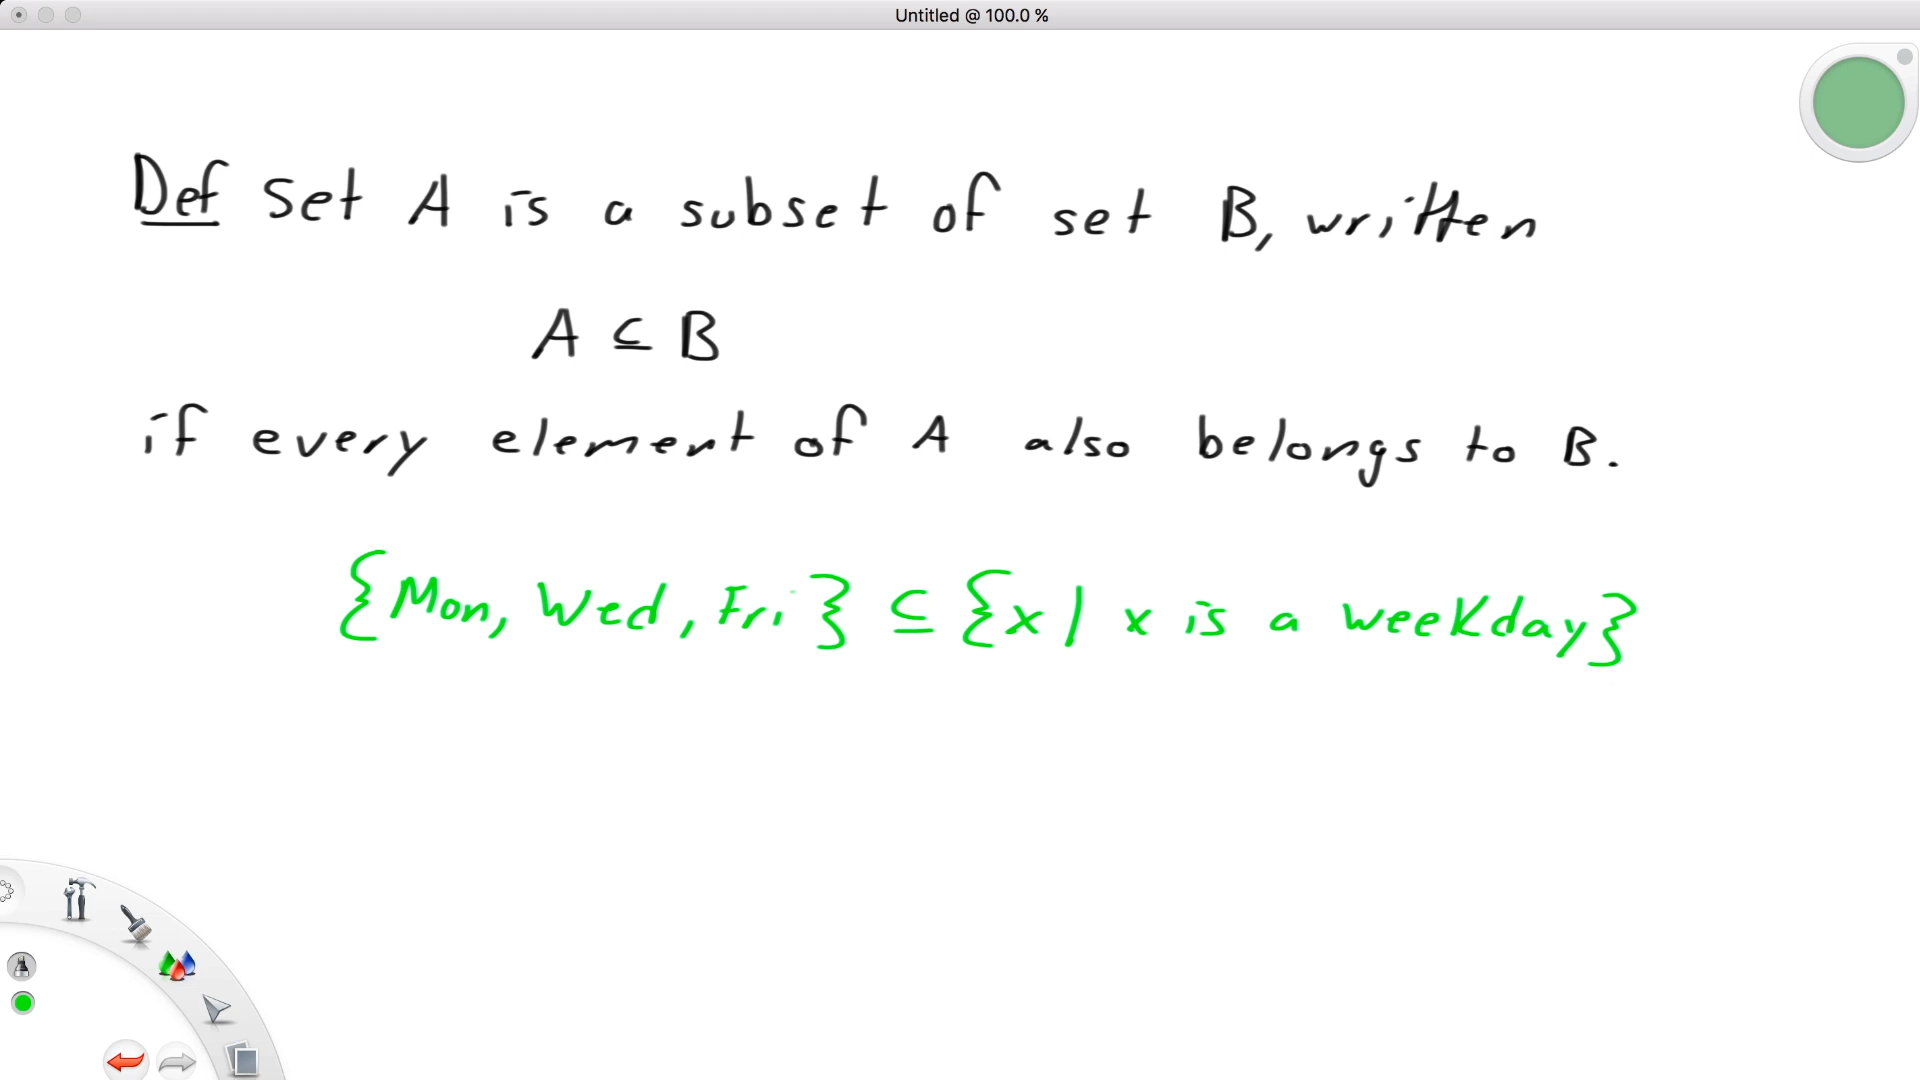 Untitled @ 100.0 %
Def Set A is a subset of set B, written
A ⊆ B
if every element of A also belongs to B.
{Mon, Wed, Fri} ⊆ {x | x is a weekday}